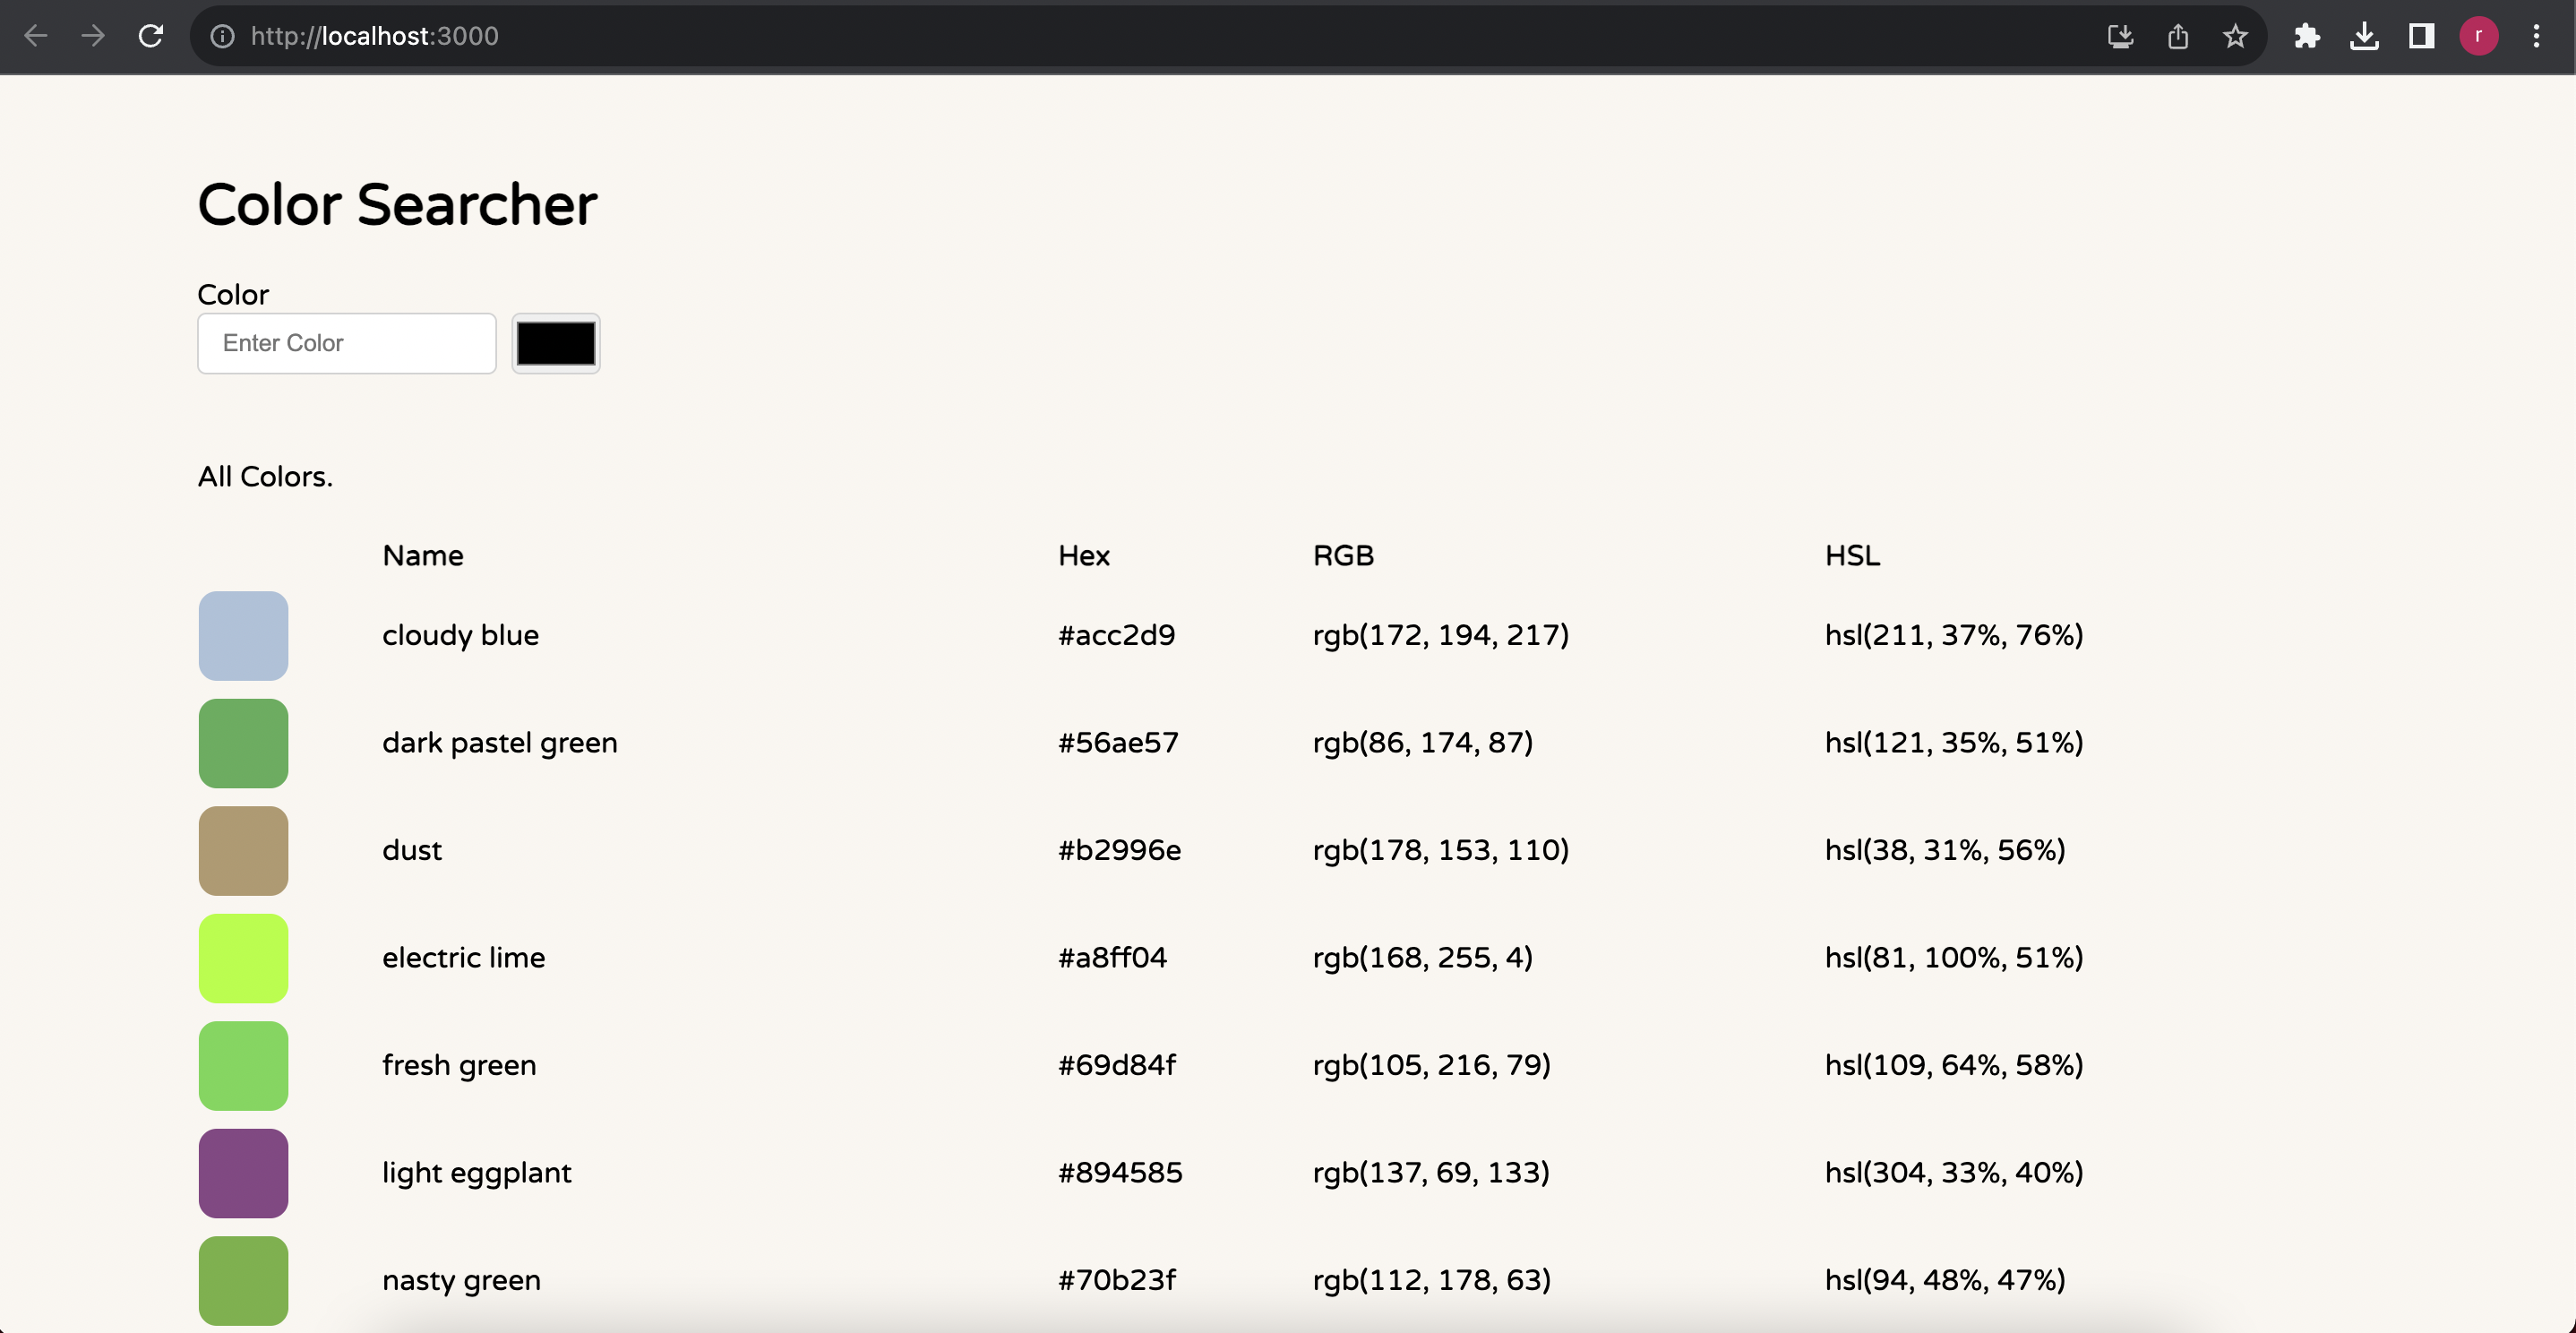 http://localhost:3000
r
Color Searcher
Color
Enter Color
All Colors.
Name Hex RGB HSL
cloudy blue #acc2d9 rgb(172, 194, 217) hsl(211, 37%, 76%)
dark pastel green #56ae57 rgb(86, 174, 87) hsl(121, 35%, 51%)
dust #b2996e rgb(178, 153, 110) hsl(38, 31%, 56%)
electric lime #a8ff04 rgb(168, 255, 4) hsl(81, 100%, 51%)
fresh green #69d84f rgb(105, 216, 79) hsl(109, 64%, 58%)
light eggplant #894585 rgb(137, 69, 133) hsl(304, 33%, 40%)
nasty green #70b23f rgb(112, 178, 63) hsl(94, 48%, 47%)